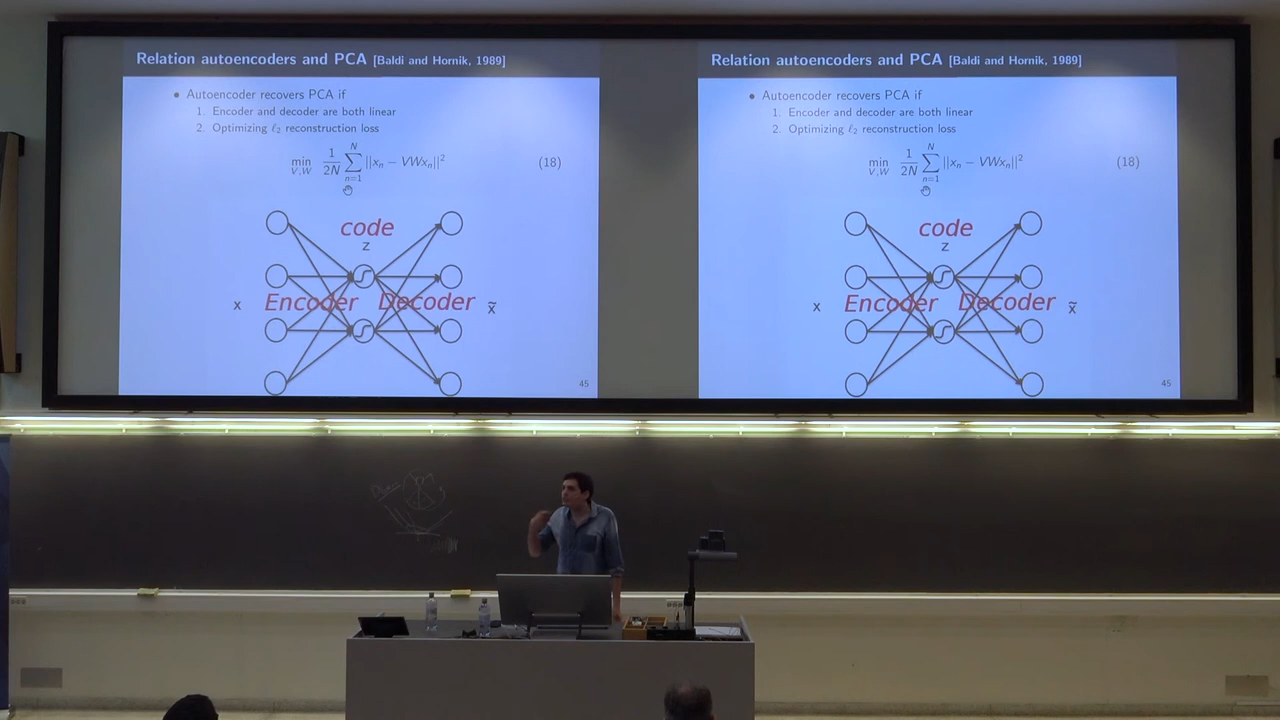 Relation autoencoders and PCA [Baldi and Hornik, 1989]
• Autoencoder recovers PCA if
1. Encoder and decoder are both linear
2. Optimizing ℓ₂ reconstruction loss
min V,W 1/2N ∑ n=1 N ||xₙ − VWxₙ||² (18)
code
z
x Encoder Decoder x̃
45
Relation autoencoders and PCA [Baldi and Hornik, 1989]
• Autoencoder recovers PCA if
1. Encoder and decoder are both linear
2. Optimizing ℓ₂ reconstruction loss
min V,W 1/2N ∑ n=1 N ||xₙ − VWxₙ||² (18)
code
z
x Encoder Decoder x̃
45